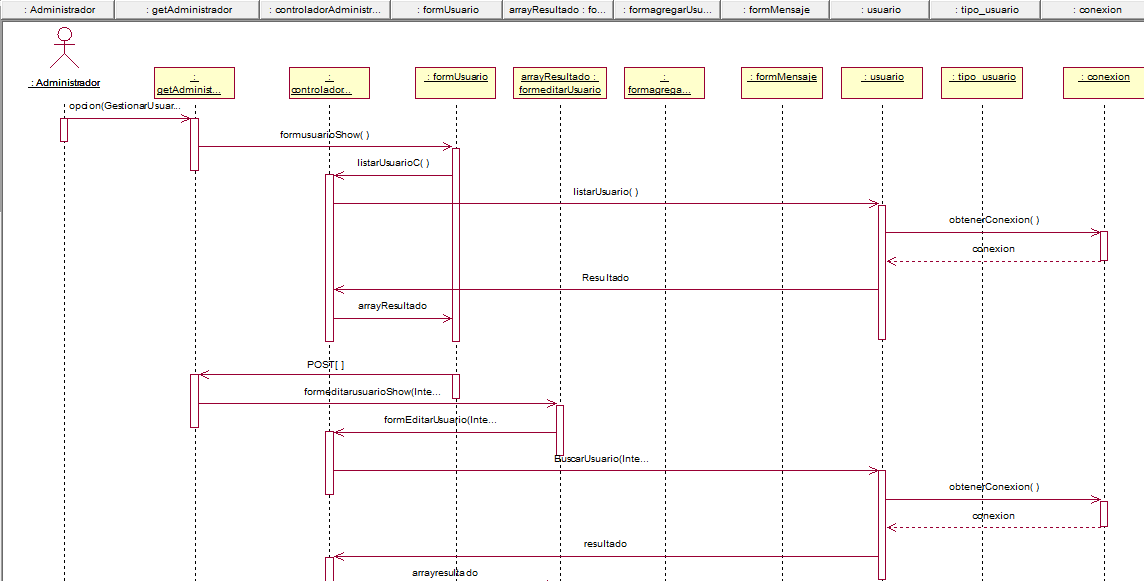 : Administrador
: getAdministrador
: controladorAdministr...
: formUsuario
arrayResultado : fo...
: formagregarUsu...
: formMensaje
: usuario
: tipo_usuario
: conexion
: Administrador
:
getAdminist...
:
controlador...
: formUsuario
arrayResultado :
formeditarUsuario
:
formagrega...
: formMensaje
: usuario
: tipo_usuario
: conexion
opcion(GestionarUsuar...
formusuarioShow( )
listarUsuarioC( )
listarUsuario( )
obtenerConexion( )
conexion
Resultado
arrayResultado
POST[ ]
formeditarusuarioShow(Inte...
formEditarUsuario(Inte...
BuscarUsuario(Inte...
obtenerConexion( )
conexion
resultado
arrayresultado